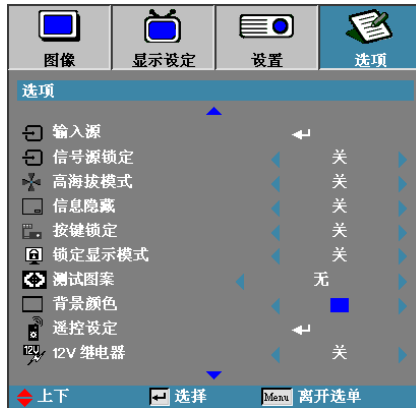 图像 显示设定 设置 选项
选项
输入源
信号源锁定 关
高海拔模式 关
信息隐藏 关
按键锁定 关
锁定显示模式 关
测试图案 无
背景颜色
遥控设定
12V 12V 继电器 关
上下 选择 Menu 离开选单